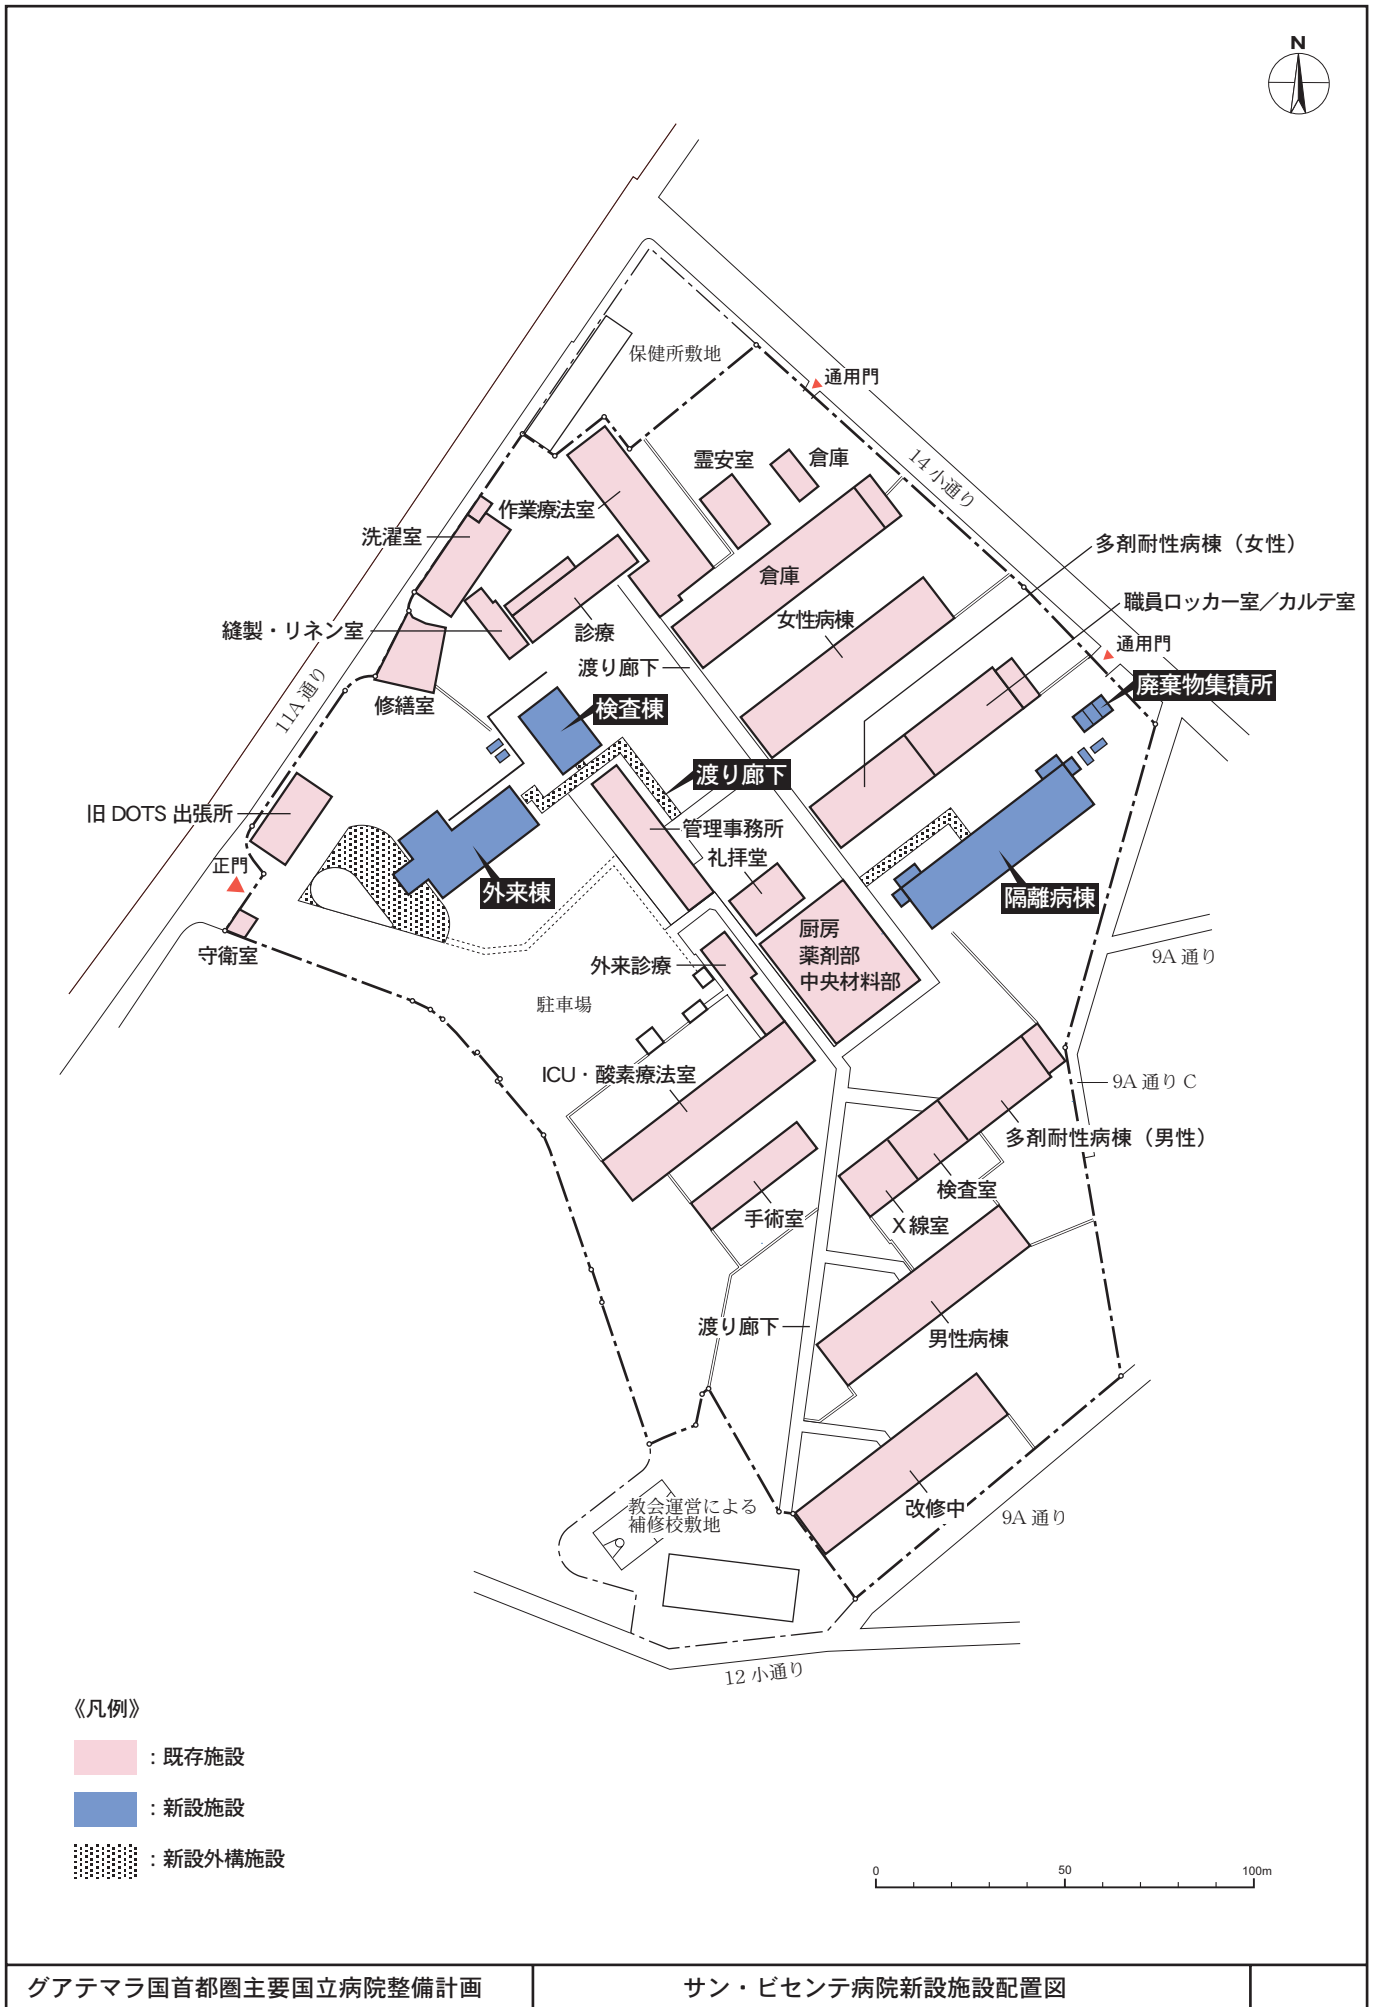 N
保健所敷地
通用門
霊安室
倉庫
14 小通り
作業療法室
洗濯室
多剤耐性病棟（女性）
倉庫
職員ロッカー室／カルテ室
女性病棟
縫製・リネン室
診療
通用門
渡り廊下
廃棄物集積所
11A 通り
修繕室
検査棟
渡り廊下
旧 DOTS 出張所
管理事務所
礼拝堂
正門
外来棟
隔離病棟
厨房
薬剤部
中央材料部
守衛室
9A 通り
外来診療
駐車場
ICU・酸素療法室
9A 通り C
多剤耐性病棟（男性）
検査室
手術室
X 線室
渡り廊下
男性病棟
教会運営による
補修校敷地
改修中
9A 通り
12 小通り
《凡例》
：既存施設
：新設施設
：新設外構施設
0 50 100m
グアテマラ国首都圏主要国立病院整備計画
サン・ビセンテ病院新設施設配置図